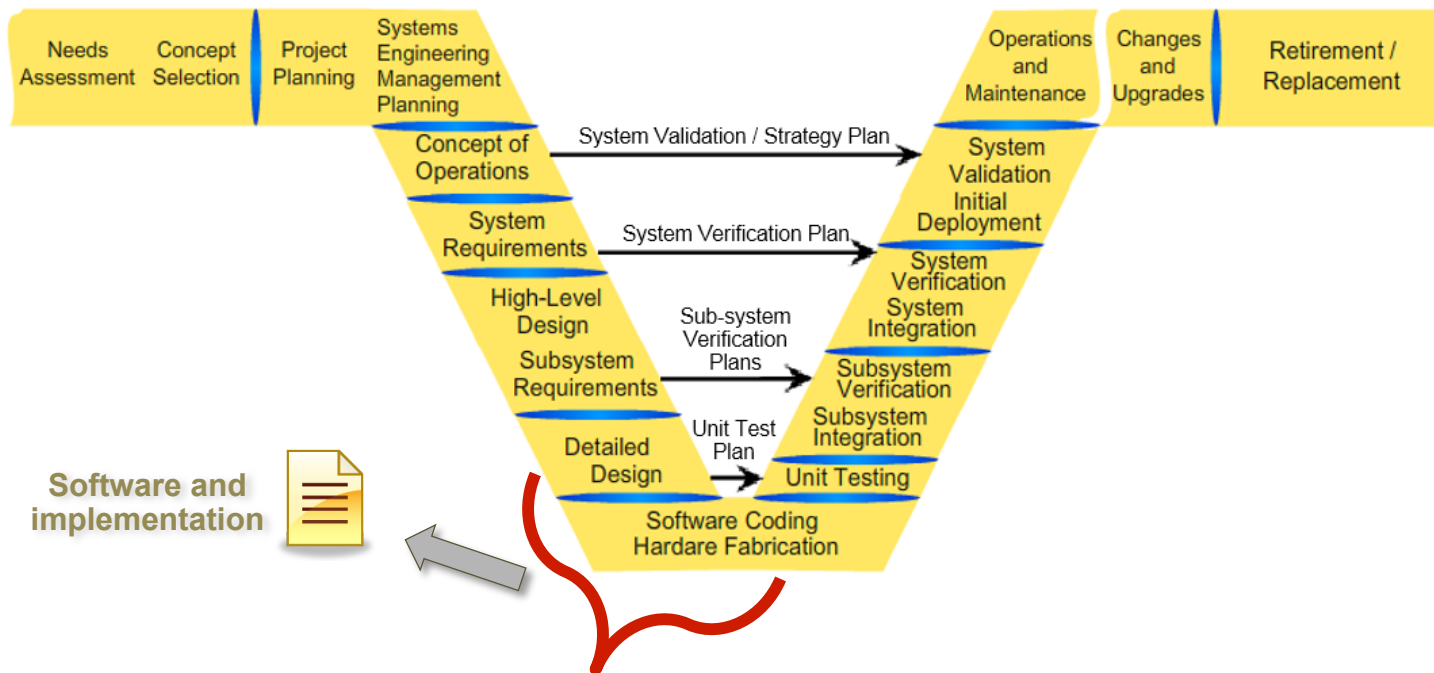 Needs
Assessment
Concept
Selection
Project
Planning
Systems
Engineering
Management
Planning
Concept of
Operations
System
Requirements
High-Level
Design
Subsystem
Requirements
Detailed
Design
Software Coding
Hardare Fabrication
System Validation / Strategy Plan
System Verification Plan
Sub-system
Verification
Plans
Unit Test
Plan
Operations
and
Maintenance
Changes
and
Upgrades
Retirement /
Replacement
System
Validation
Initial
Deployment
System
Verification
System
Integration
Subsystem
Verification
Subsystem
Integration
Unit Testing
Software and
implementation